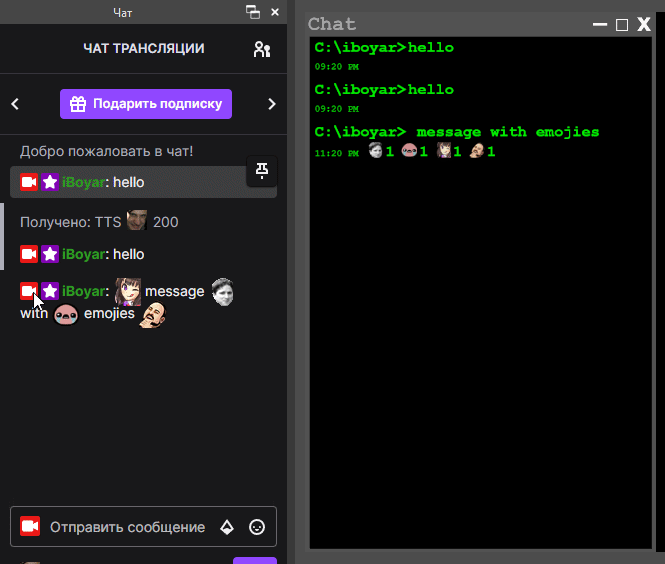 Чат
ЧАТ ТРАНСЛЯЦИИ
Подарить подписку
Добро пожаловать в чат!
iBoyar: hello
Получено: TTS 200
iBoyar: hello
iBoyar: message
with emojies
Отправить сообщение
Chat
C:\iboyar>hello
09:20 PM
C:\iboyar>hello
09:20 PM
C:\iboyar> message with emojies
11:20 PM 1 1 1 1